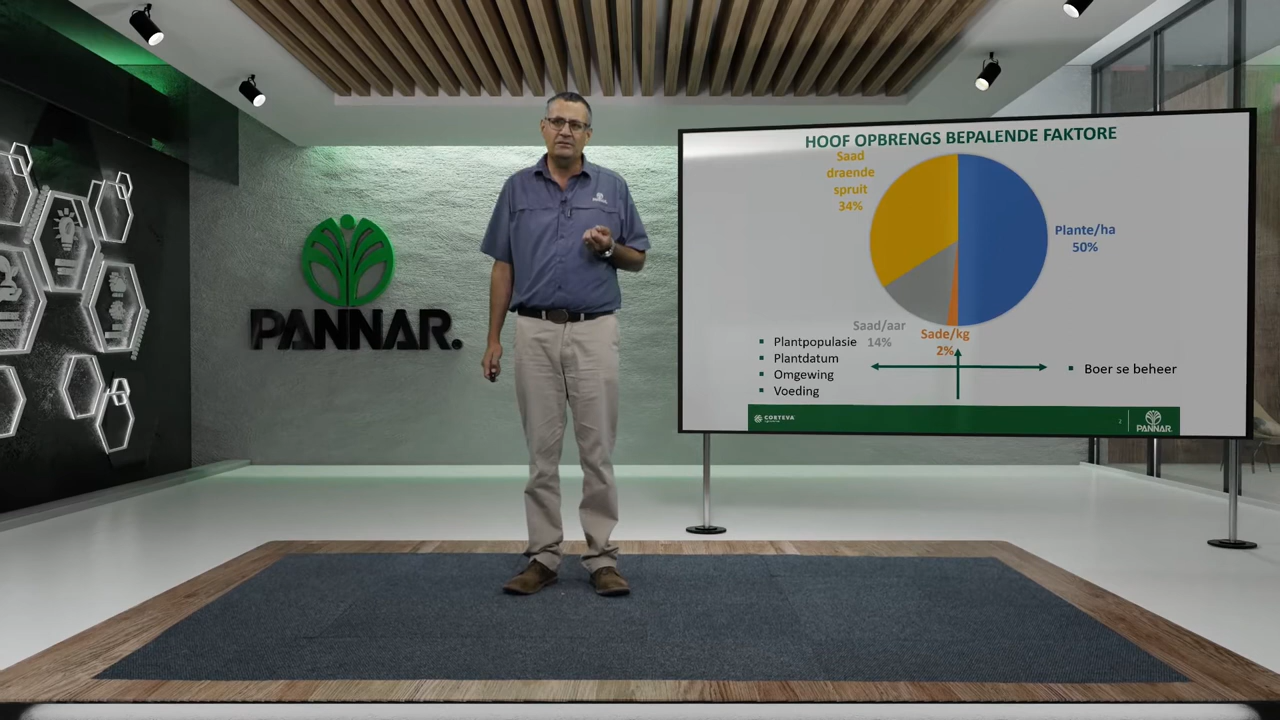 HOOF OPBRENGS BEPALENDE FAKTORE
Saad
draende
spruit
34%
Plante/ha
50%
Saad/aar
14%
Sade/kg
2%
▪ Plantpopulasie
▪ Plantdatum
▪ Omgewing
▪ Voeding
▪ Boer se beheer
CORTEVA
2
PANNAR.
PANNAR.